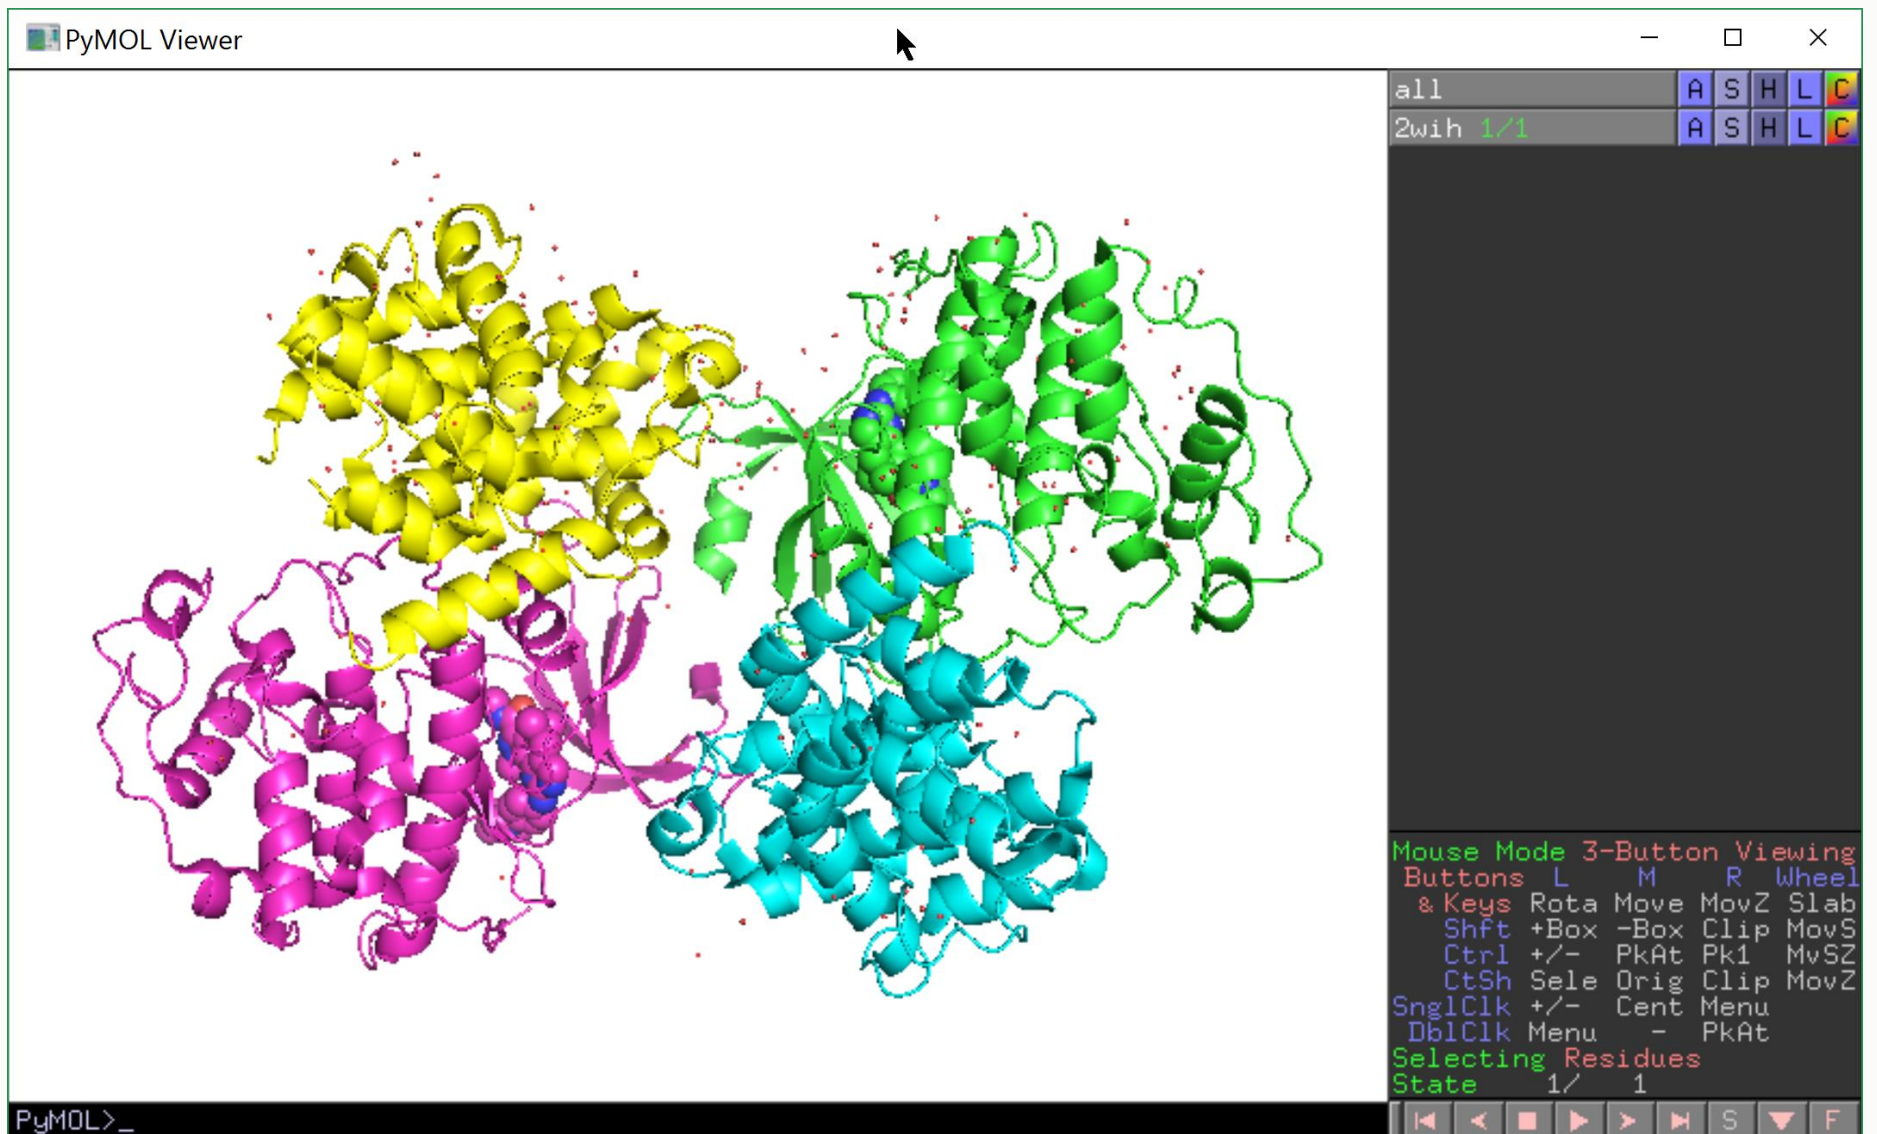 PyMOL Viewer
all A S H L C
2wih 1/1 A S H L C
Mouse Mode 3-Button Viewing
Buttons L M R Wheel
& Keys Rota Move MovZ Slab
Shft +Box -Box Clip MovS
Ctrl +/- PkAt Pk1 MvSZ
CtSh Sele Orig Clip MovZ
SnglClk +/- Cent Menu
DblClk Menu - PkAt
Selecting Residues
State 1/ 1
PyMOL>_
S F